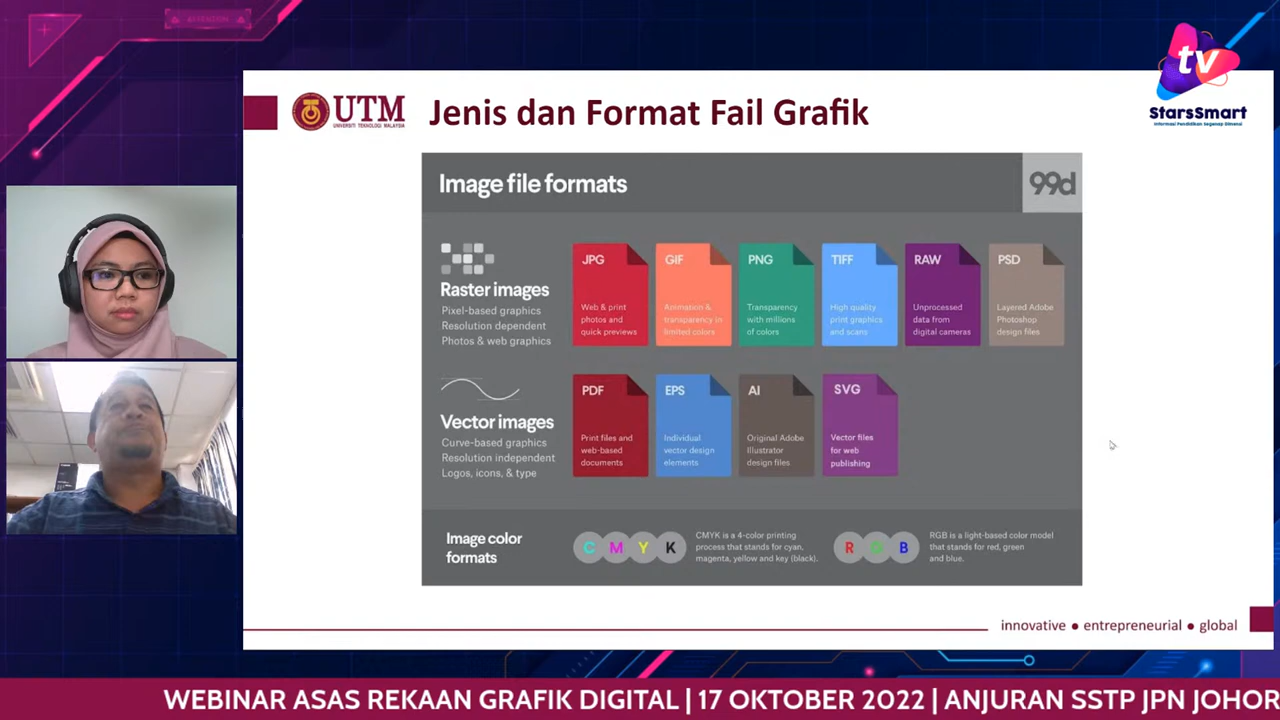 ATTENTION
tv
StarsSmart
Informasi Pendidikan Segenap Dimensi
UTM
UNIVERSITI TEKNOLOGI MALAYSIA
Jenis dan Format Fail Grafik
Image file formats
99d
Raster images
Pixel-based graphics
Resolution dependent
Photos & web graphics
JPG
Web & print
photos and
quick previews
GIF
Animation &
transparency in
limited colors
PNG
Transparency
with millions
of colors
TIFF
High quality
print graphics
and scans
RAW
Unprocessed
data from
digital cameras
PSD
Layered Adobe
Photoshop
design files
Vector images
Curve-based graphics
Resolution independent
Logos, icons, & type
PDF
Print files and
web-based
documents
EPS
Individual
vector design
elements
AI
Original Adobe
Illustrator
design files
SVG
Vector files
for web
publishing
Image color
formats
C M Y K
CMYK is a 4-color printing
process that stands for cyan,
magenta, yellow and key (black).
R G B
RGB is a light-based color model
that stands for red, green
and blue.
innovative ● entrepreneurial ● global
WEBINAR ASAS REKAAN GRAFIK DIGITAL | 17 OKTOBER 2022 | ANJURAN SSTP JPN JOHOR